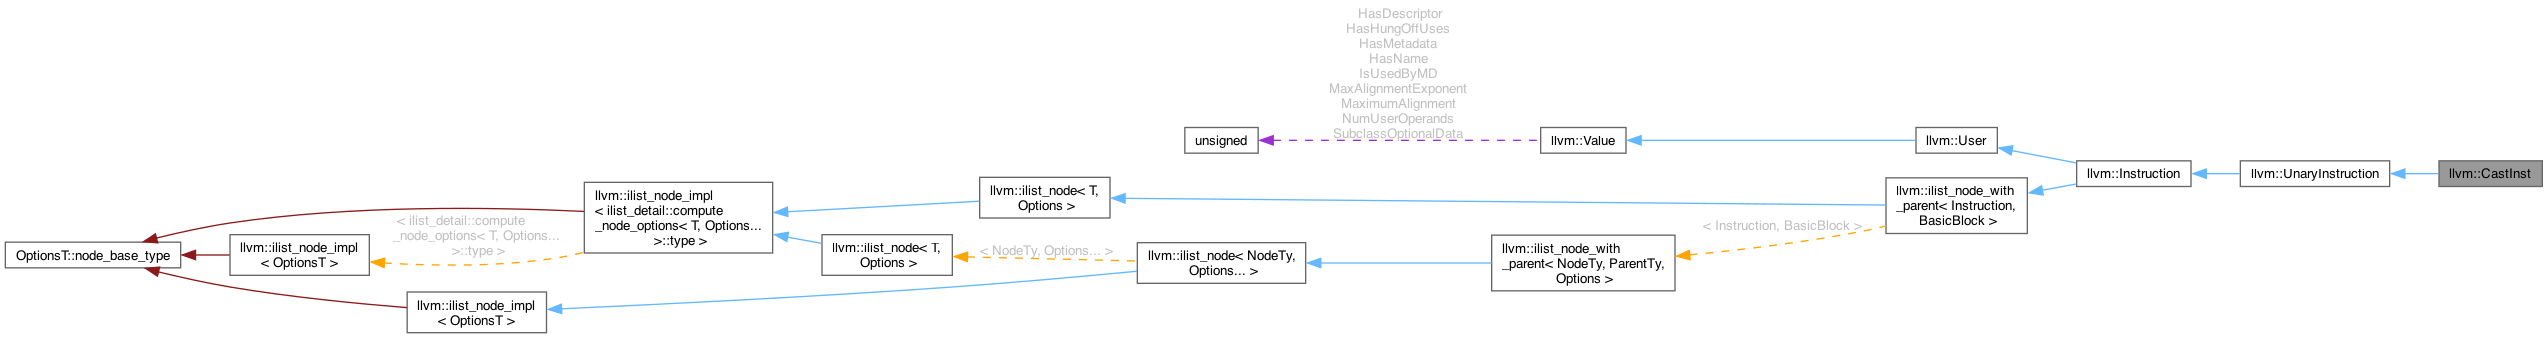 HasDescriptor
HasHungOffUses
HasMetadata
HasName
IsUsedByMD
MaxAlignmentExponent
MaximumAlignment
NumUserOperands
SubclassOptionalData
unsigned
llvm::Value
llvm::User
llvm::Instruction
llvm::UnaryInstruction
llvm::CastInst
llvm::ilist_node_impl
< ilist_detail::compute
_node_options< T, Options...
>::type >
llvm::ilist_node< T,
Options >
llvm::ilist_node_with
_parent< Instruction,
BasicBlock >
< ilist_detail::compute
_node_options< T, Options...
>::type >
< Instruction, BasicBlock >
OptionsT::node_base_type
llvm::ilist_node_impl
< OptionsT >
llvm::ilist_node< T,
Options >
< NodeTy, Options... >
llvm::ilist_node< NodeTy,
Options... >
llvm::ilist_node_with
_parent< NodeTy, ParentTy,
Options >
llvm::ilist_node_impl
< OptionsT >